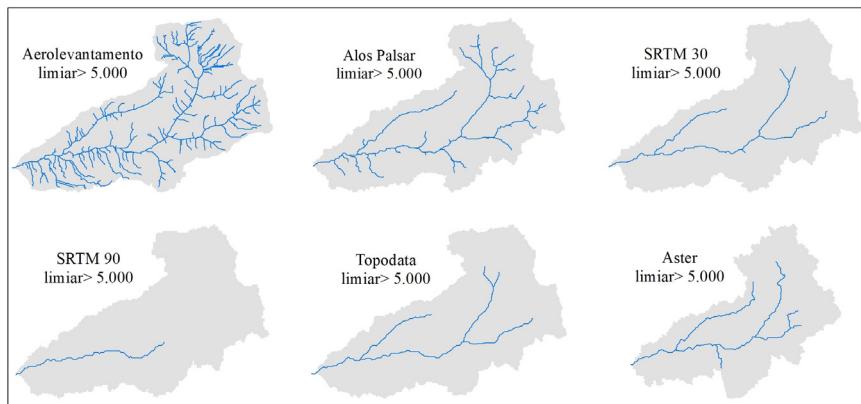 Aerolevantamento
limiar> 5.000
Alos Palsar
limiar> 5.000
SRTM 30
limiar> 5.000
SRTM 90
limiar> 5.000
Topodata
limiar> 5.000
Aster
limiar> 5.000